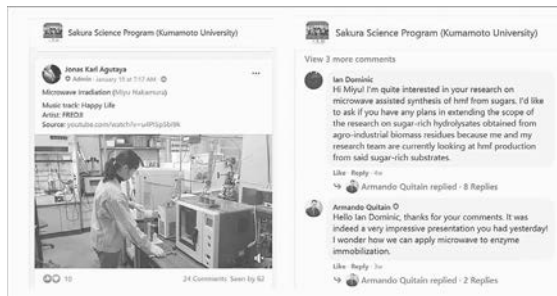 Sakura Science Program (Kumamoto University)
Jonas Karl Agutaya
Admin · January 18 at 7:17 AM
Microwave Irradiation (Miyu Nakamura)
Music track: Happy Life
Artist: FREDJI
Source: youtube.com/watch?v=
10
24 Comments Seen by 62
Sakura Science Program (Kumamoto University)
View 3 more comments
Ian Dominic
Hi Miyu! I'm quite interested in your research on
microwave assisted synthesis of hmf from sugars. I'd like
to ask if you have any plans in extending the scope of
the research on sugar-rich hydrolysates obtained from
agro-industrial biomass residues because me and my
research team are currently looking at hmf production
from said sugar-rich substrates.
Like · Reply · 4w
Armando Quitain replied · 8 Replies
Armando Quitain
Hello Ian Dominic, thanks for your comments. It was
indeed a very impressive presentation you had yesterday!
I wonder how we can apply microwave to enzyme
immobilization.
Like · Reply · 3w
Armando Quitain replied · 2 Replies